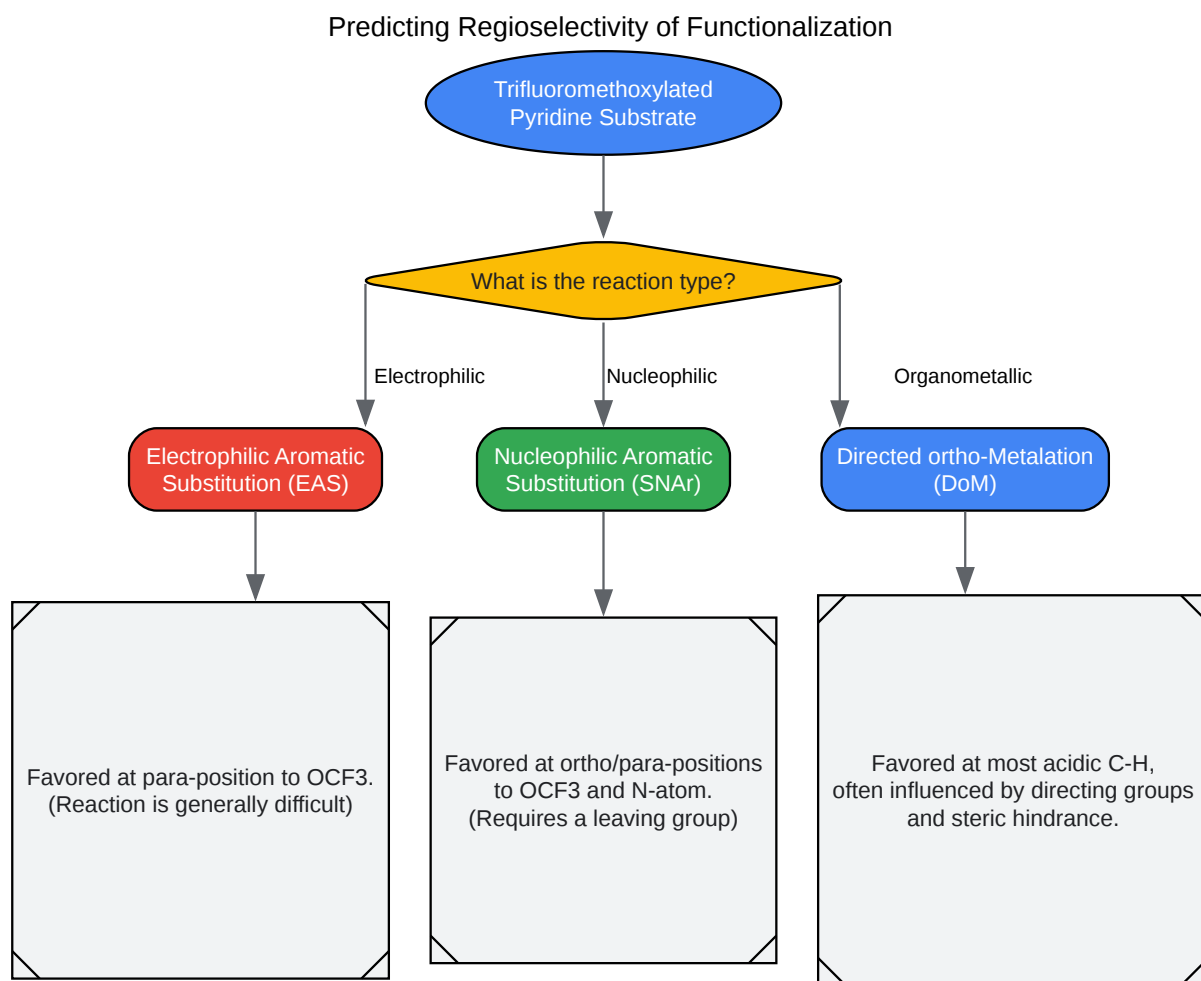 Predicting Regioselectivity of Functionalization
Trifluoromethoxylated
Pyridine Substrate
What is the reaction type?
Electrophilic
Nucleophilic
Organometallic
Electrophilic Aromatic
Substitution (EAS)
Nucleophilic Aromatic
Substitution (SNAr)
Directed ortho-Metalation
(DoM)
Favored at para-position to OCF3.
(Reaction is generally difficult)
Favored at ortho/para-positions
to OCF3 and N-atom.
(Requires a leaving group)
Favored at most acidic C-H,
often influenced by directing groups
and steric hindrance.